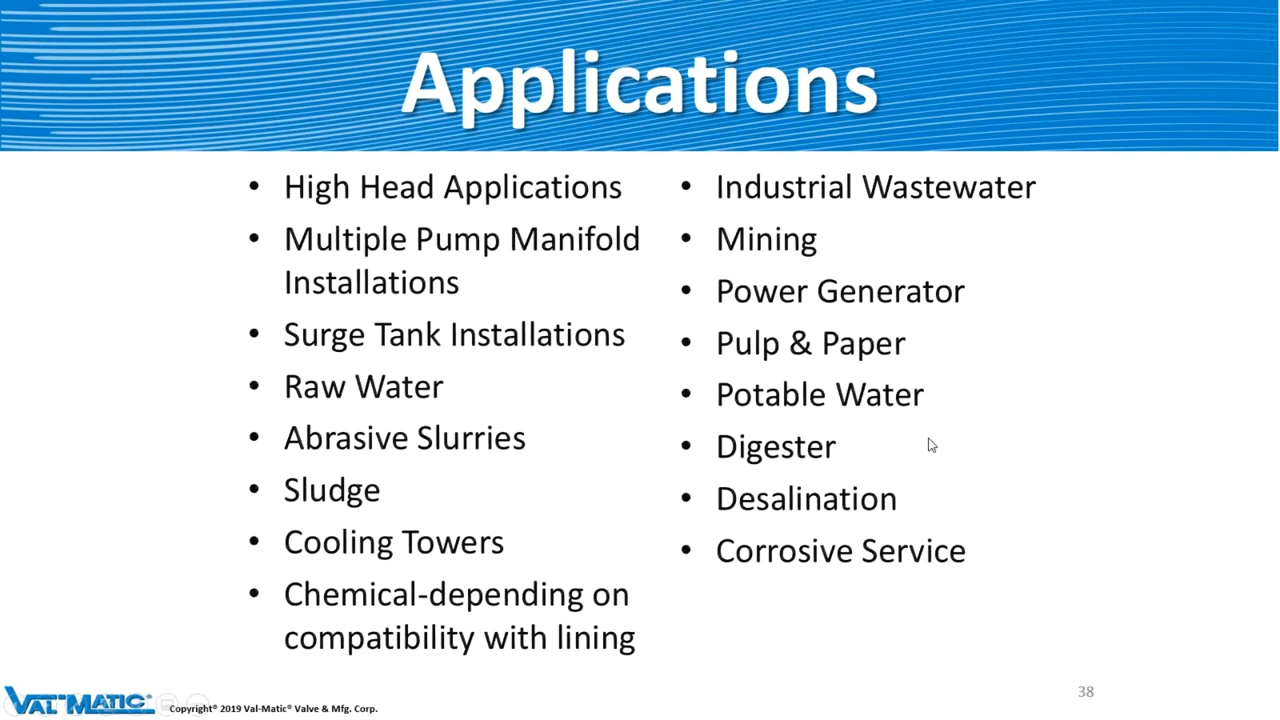 Applications
• High Head Applications
• Multiple Pump Manifold
Installations
• Surge Tank Installations
• Raw Water
• Abrasive Slurries
• Sludge
• Cooling Towers
• Chemical-depending on
compatibility with lining
• Industrial Wastewater
• Mining
• Power Generator
• Pulp & Paper
• Potable Water
• Digester
• Desalination
• Corrosive Service
38
VAL-MATIC®
Copyright® 2019 Val-Matic® Valve & Mfg. Corp.